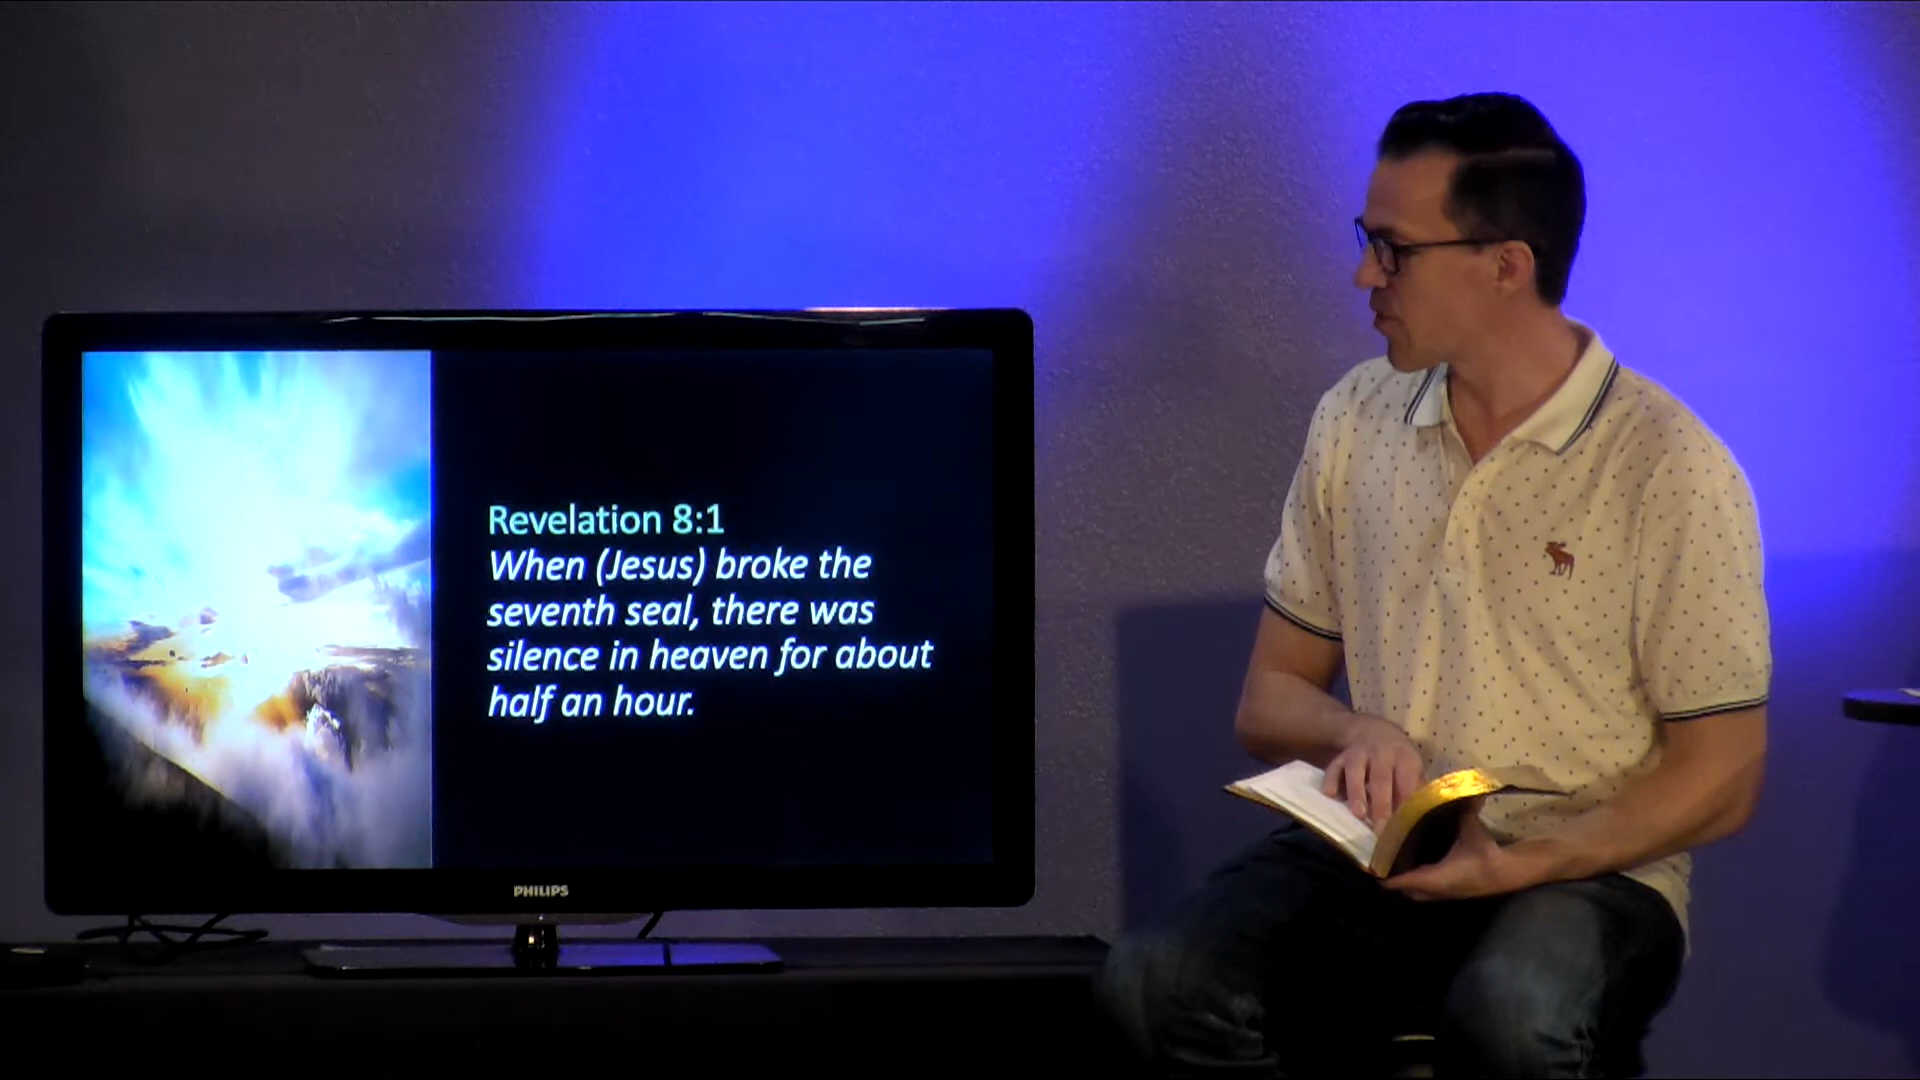 Revelation 8:1
When (Jesus) broke the
seventh seal, there was
silence in heaven for about
half an hour.
PHILIPS